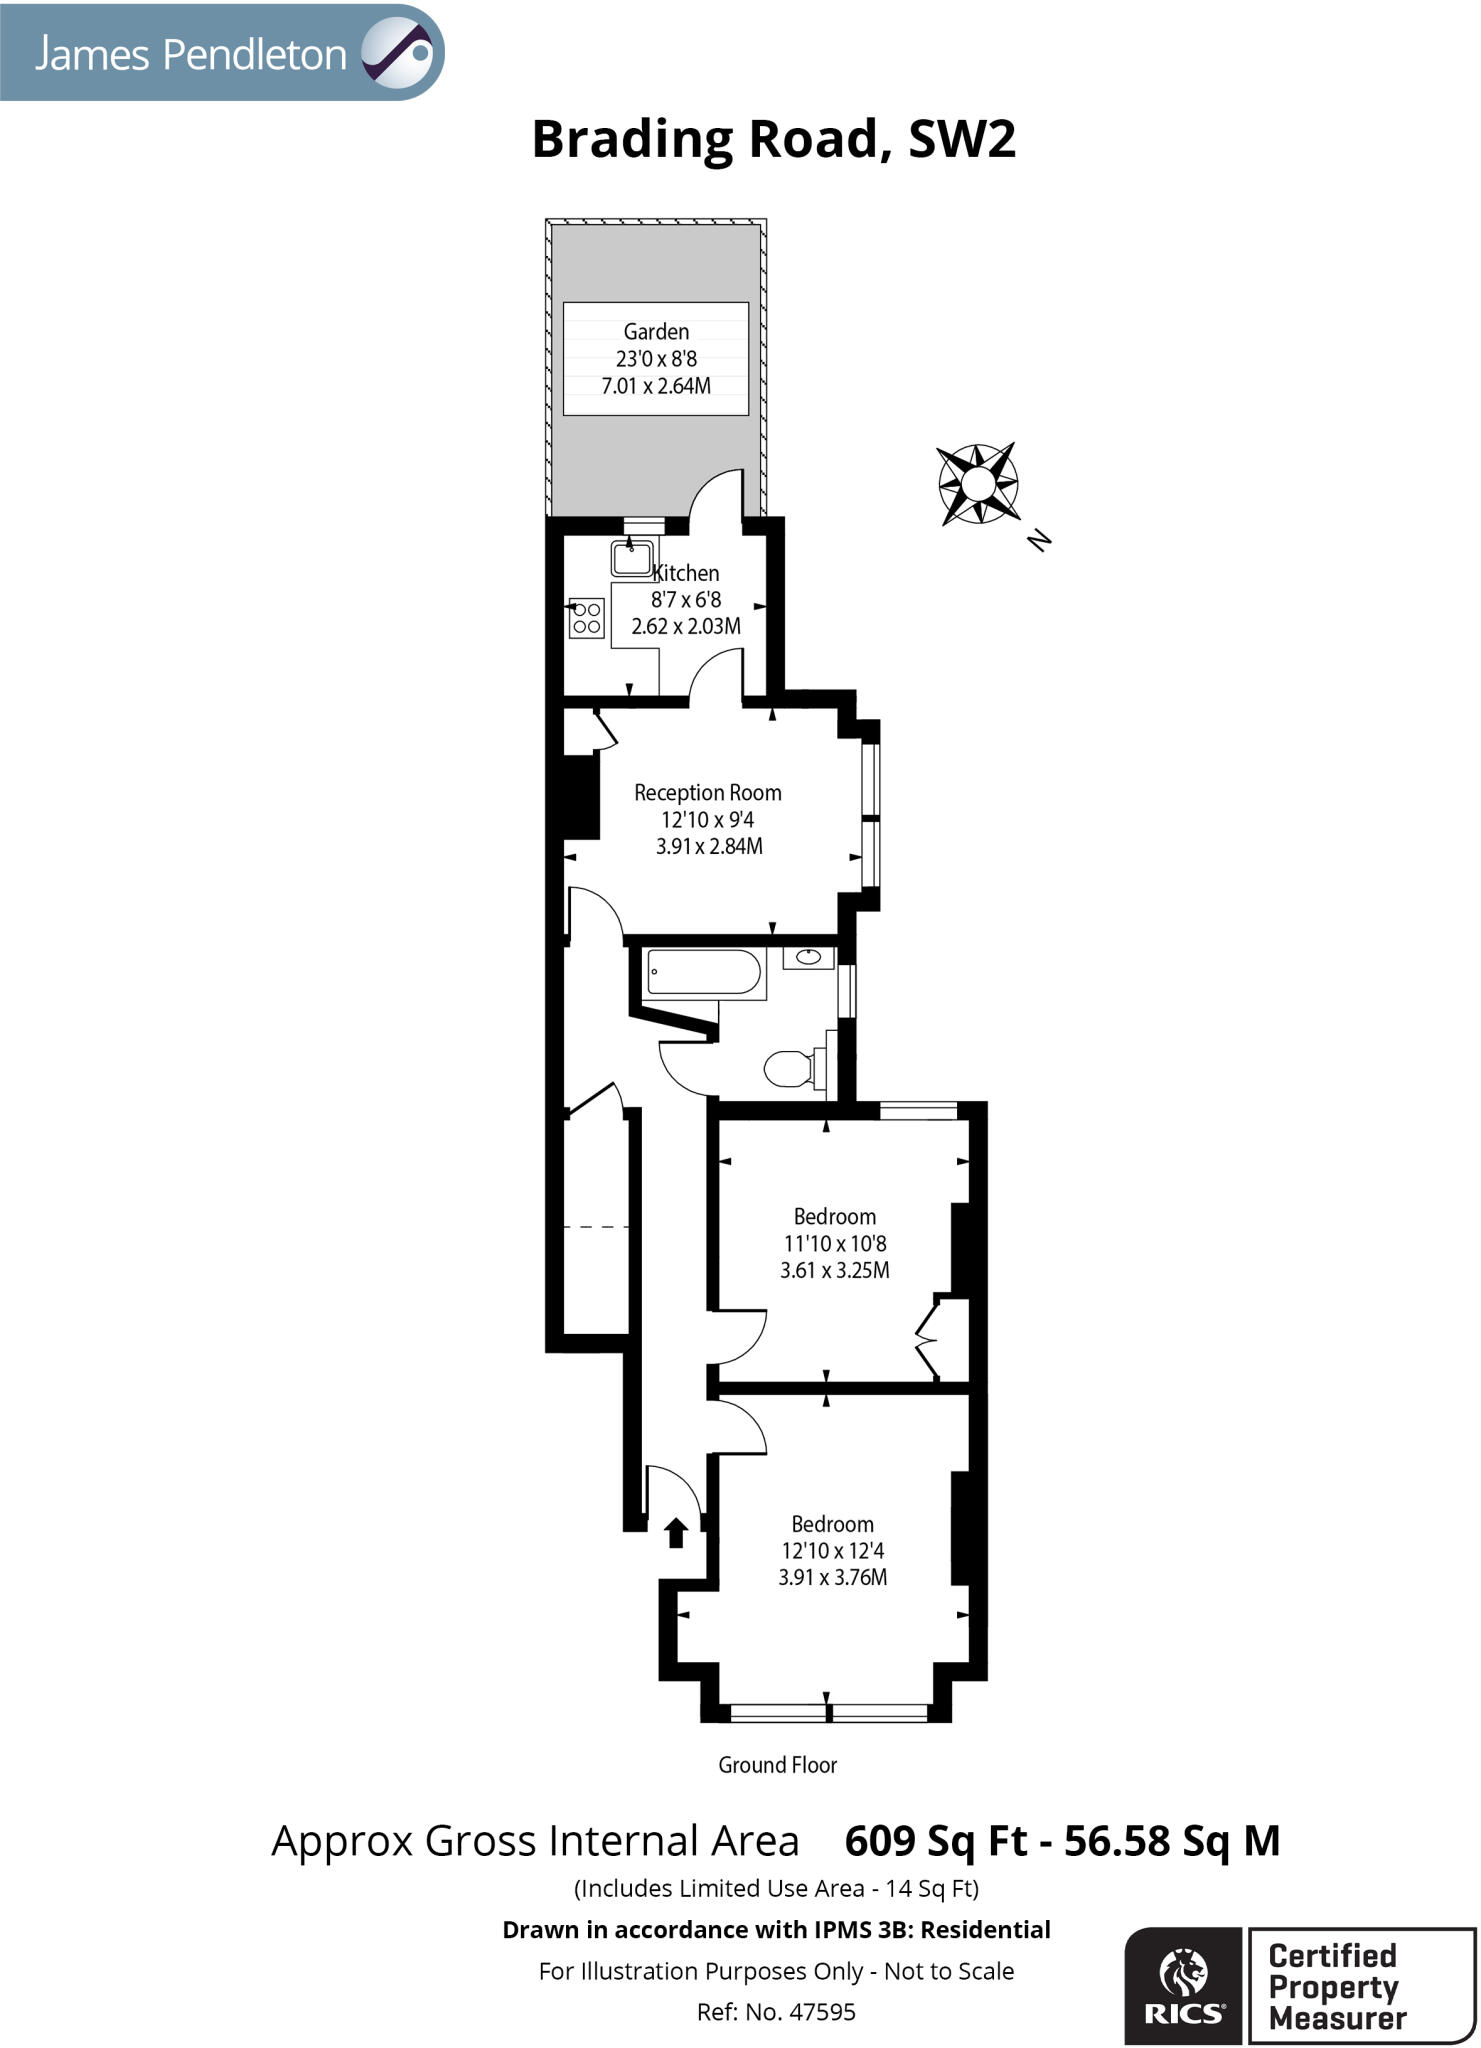 James Pendleton
Brading Road, SW2
Garden
23'0 x 8'8
7.01 x 2.64M
N
Kitchen
8'7 x 6'8
2.62 x 2.03M
Reception Room
12'10 x 9'4
3.91 x 2.84M
Bedroom
11'10 x 10'8
3.61 x 3.25M
Bedroom
12'10 x 12'4
3.91 x 3.76M
Ground Floor
Approx Gross Internal Area 609 Sq Ft - 56.58 Sq M
(Includes Limited Use Area - 14 Sq Ft)
Drawn in accordance with IPMS 3B: Residential
For Illustration Purposes Only - Not to Scale
Ref: No. 47595
RICS®
Certified
Property
Measurer